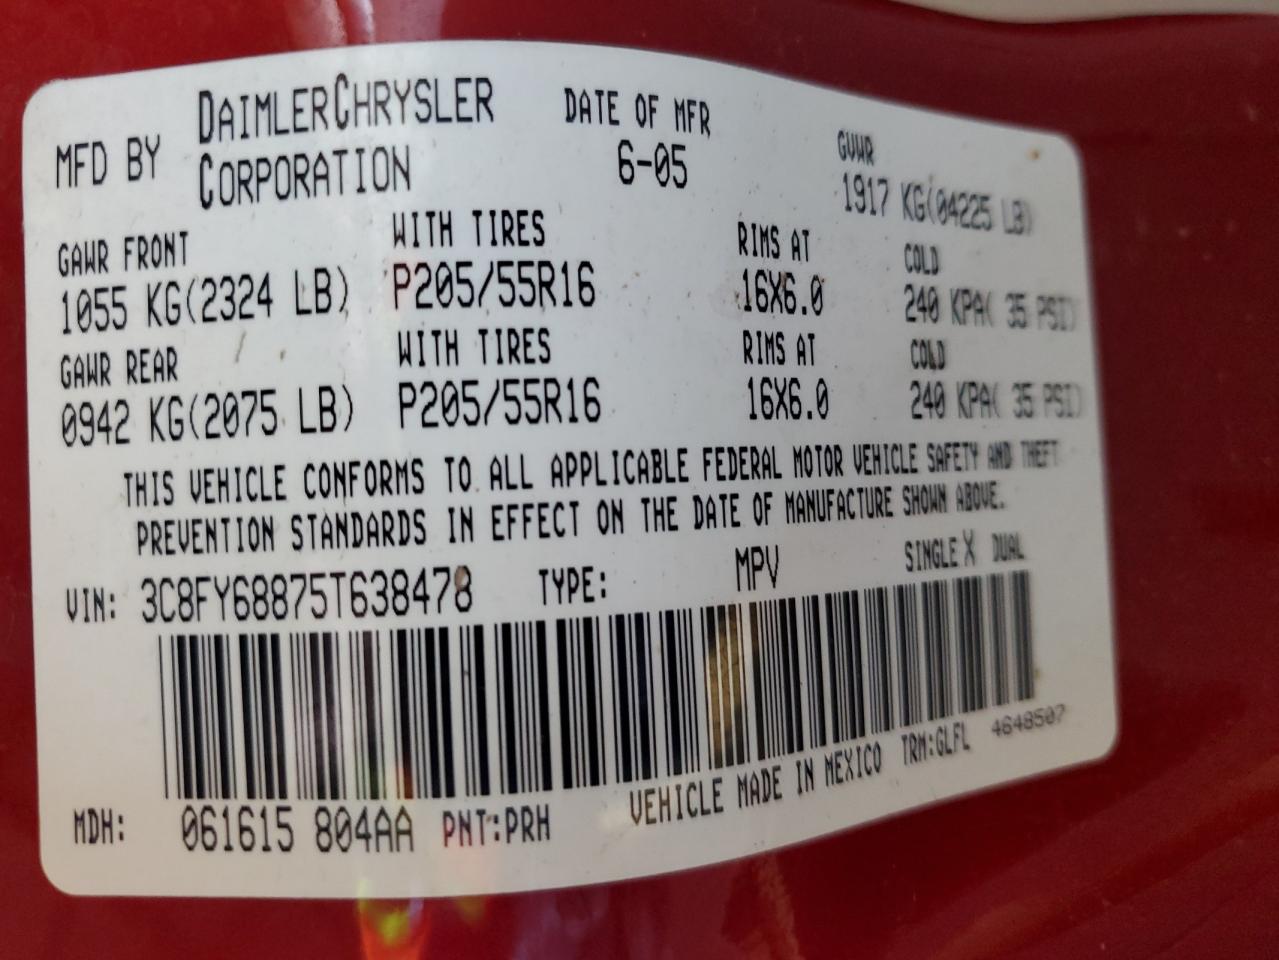 MFD BY DAIMLERCHRYSLER CORPORATION
DATE OF MFR 6-05
GVWR 1917 KG(04225 LB)
GAWR FRONT WITH TIRES RIMS AT COLD
1055 KG(2324 LB) P205/55R16 16X6.0 240 KPA( 35 PSI)
GAWR REAR WITH TIRES RIMS AT COLD
0942 KG(2075 LB) P205/55R16 16X6.0 240 KPA( 35 PSI)
THIS VEHICLE CONFORMS TO ALL APPLICABLE FEDERAL MOTOR VEHICLE SAFETY AND THEFT
PREVENTION STANDARDS IN EFFECT ON THE DATE OF MANUFACTURE SHOWN ABOVE.
VIN: 3C8FY68875T638478 TYPE: MPV SINGLE X DUAL
MDH: 061615 804AA PNT:PRH VEHICLE MADE IN MEXICO TRM:GLFL 4648507